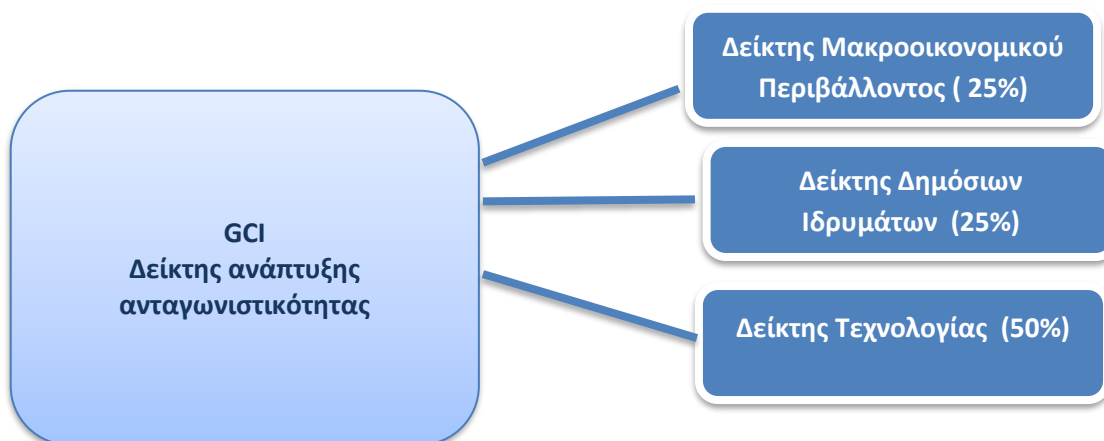 Δείκτης Μακροοικονομικού
Περιβάλλοντος ( 25%)
Δείκτης Δημόσιων
Ιδρυμάτων (25%)
GCI
Δείκτης ανάπτυξης
ανταγωνιστικότητας
Δείκτης Τεχνολογίας (50%)